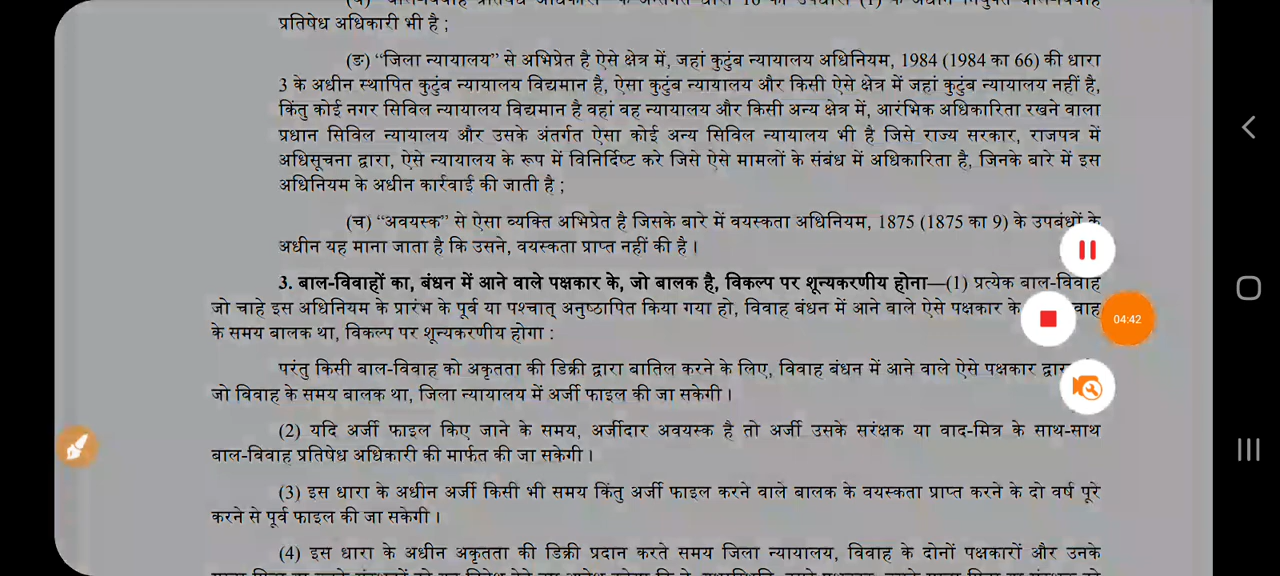 प्रतिषेध अधिकारी भी है ;
(ङ) “जिला न्यायालय” से अभिप्रेत है ऐसे क्षेत्र में, जहां कुटुंब न्यायालय अधिनियम, 1984 (1984 का 66) की धारा
3 के अधीन स्थापित कुटुंब न्यायालय विद्यमान है, ऐसा कुटुंब न्यायालय और किसी ऐसे क्षेत्र में जहां कुटुंब न्यायालय नहीं है,
किंतु कोई नगर सिविल न्यायालय विद्यमान है वहां वह न्यायालय और किसी अन्य क्षेत्र में, आरंभिक अधिकारिता रखने वाला
प्रधान सिविल न्यायालय और उसके अंतर्गत ऐसा कोई अन्य सिविल न्यायालय भी है जिसे राज्य सरकार, राजपत्र में
अधिसूचना द्वारा, ऐसे न्यायालय के रूप में विनिर्दिष्ट करे जिसे ऐसे मामलों के संबंध में अधिकारिता है, जिनके बारे में इस
अधिनियम के अधीन कार्रवाई की जाती है ;
(च) “अवयस्क” से ऐसा व्यक्ति अभिप्रेत है जिसके बारे में वयस्कता अधिनियम, 1875 (1875 का 9) के उपबंधों के
अधीन यह माना जाता है कि उसने, वयस्कता प्राप्त नहीं की है ।
3. बाल-विवाहों का, बंधन में आने वाले पक्षकार के, जो बालक है, विकल्प पर शून्यकरणीय होना—(1) प्रत्येक बाल-विवाह
जो चाहे इस अधिनियम के प्रारंभ के पूर्व या पश्चात् अनुष्ठापित किया गया हो, विवाह बंधन में आने वाले ऐसे पक्षकार के
के समय बालक था, विकल्प पर शून्यकरणीय होगा :
04:42
परंतु किसी बाल-विवाह को अकृतता की डिक्री द्वारा बातिल करने के लिए, विवाह बंधन में आने वाले ऐसे पक्षकार
जो विवाह के समय बालक था, जिला न्यायालय में अर्जी फाइल की जा सकेगी ।
(2) यदि अर्जी फाइल किए जाने के समय, अर्जीदार अवयस्क है तो अर्जी उसके संरक्षक या वाद-मित्र के साथ-साथ
बाल-विवाह प्रतिषेध अधिकारी की मार्फत की जा सकेगी ।
(3) इस धारा के अधीन अर्जी किसी भी समय किंतु अर्जी फाइल करने वाले बालक के वयस्कता प्राप्त करने के दो वर्ष पूरे
करने से पूर्व फाइल की जा सकेगी ।
(4) इस धारा के अधीन अकृतता की डिक्री प्रदान करते समय जिला न्यायालय, विवाह के दोनों पक्षकारों और उनके